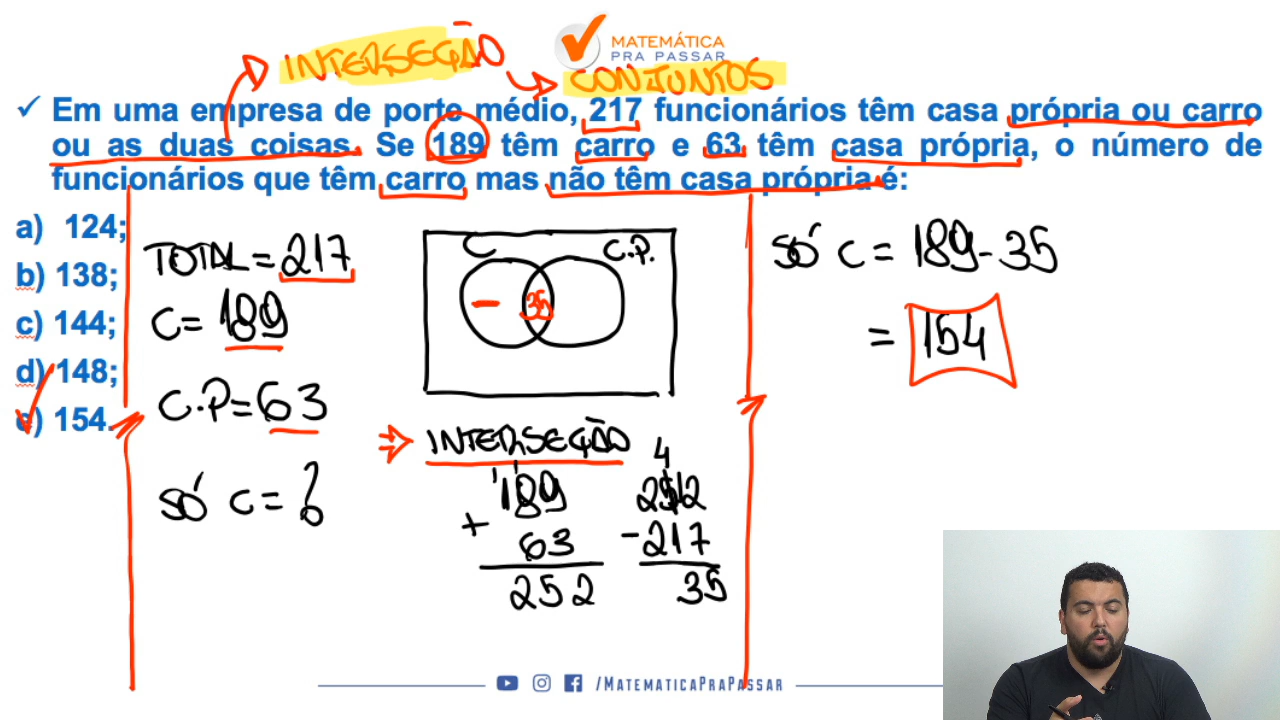 INTERSEÇÃO
MATEMÁTICA
PRA PASSAR
CONJUNTOS
✓ Em uma empresa de porte médio, 217 funcionários têm casa própria ou carro
ou as duas coisas. Se 189 têm carro e 63 têm casa própria, o número de
funcionários que têm carro mas não têm casa própria é:
a) 124;
b) 138;
c) 144;
d) 148;
e) 154.
TOTAL = 217
C = 189
C.P = 63
SÓ C = ?
C
C.P.
35
⇒ INTERSEÇÃO
1 1
189
+ 63
252
4
252
- 217
35
SÓ C = 189 - 35
= 154
/MATEMATICAPRAPASSAR